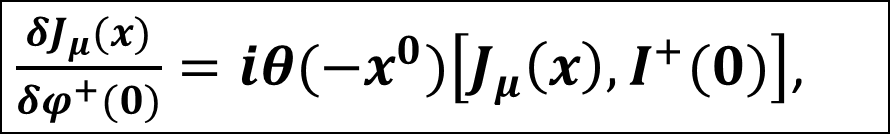 δJ_μ(x)/δφ⁺(0) = iθ(−x⁰)[J_μ(x), I⁺(0)],